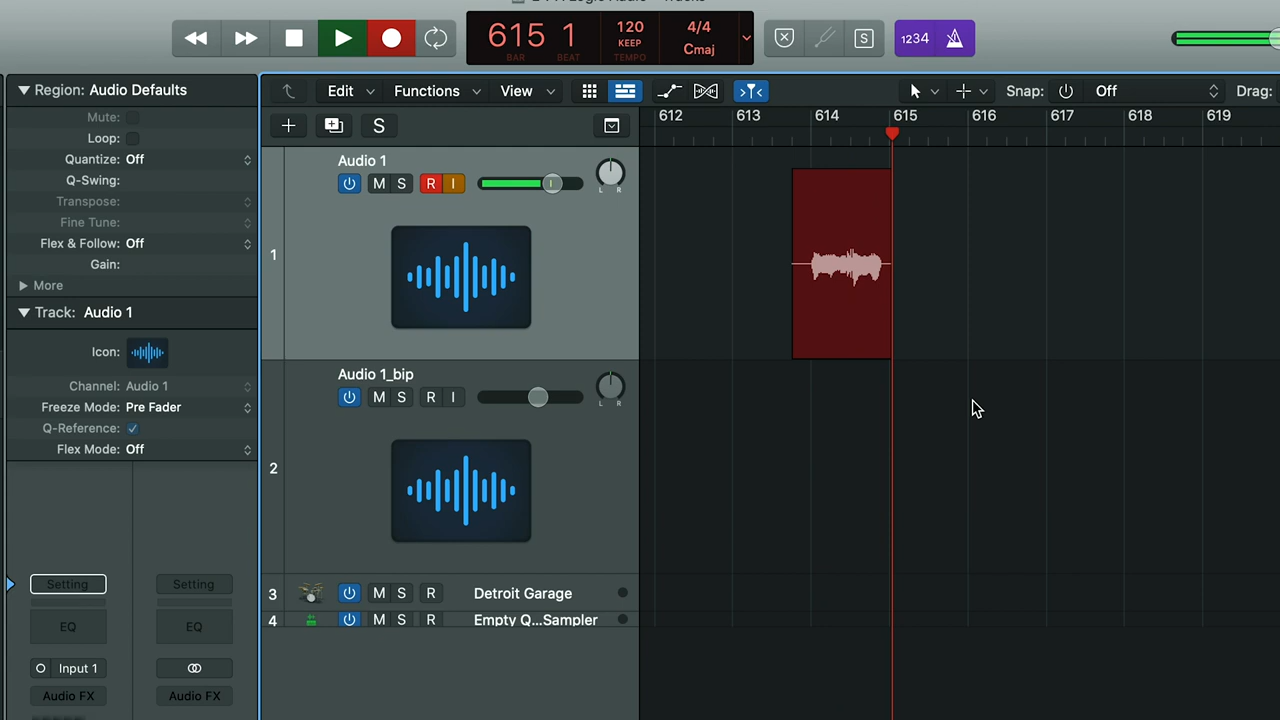 615 1
BAR BEAT
120
KEEP
TEMPO
4/4
Cmaj
S
1234
Region: Audio Defaults
Mute:
Loop:
Quantize: Off
Q-Swing:
Transpose:
Fine Tune:
Flex & Follow: Off
Gain:
More
Track: Audio 1
Icon:
Channel: Audio 1
Freeze Mode: Pre Fader
Q-Reference:
Flex Mode: Off
Setting
Setting
EQ
EQ
Input 1
Audio FX
Audio FX
Edit
Functions
View
Snap: Off
Drag:
S
612 613 614 615 616 617 618 619
1
Audio 1
M S R I
L R
2
Audio 1_bip
M S R I
L R
3 M S R Detroit Garage
4 M S R Empty Q...Sampler